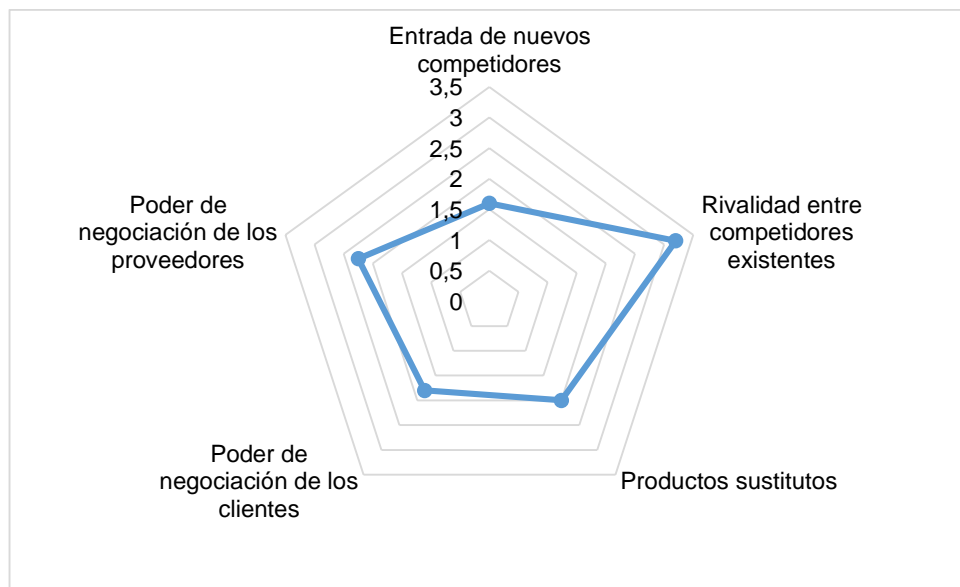 Entrada de nuevos
competidores
3,5
3
2,5
2
1,5
1
0,5
0
Rivalidad entre
competidores
existentes
Productos sustitutos
Poder de
negociación de los
clientes
Poder de
negociación de los
proveedores